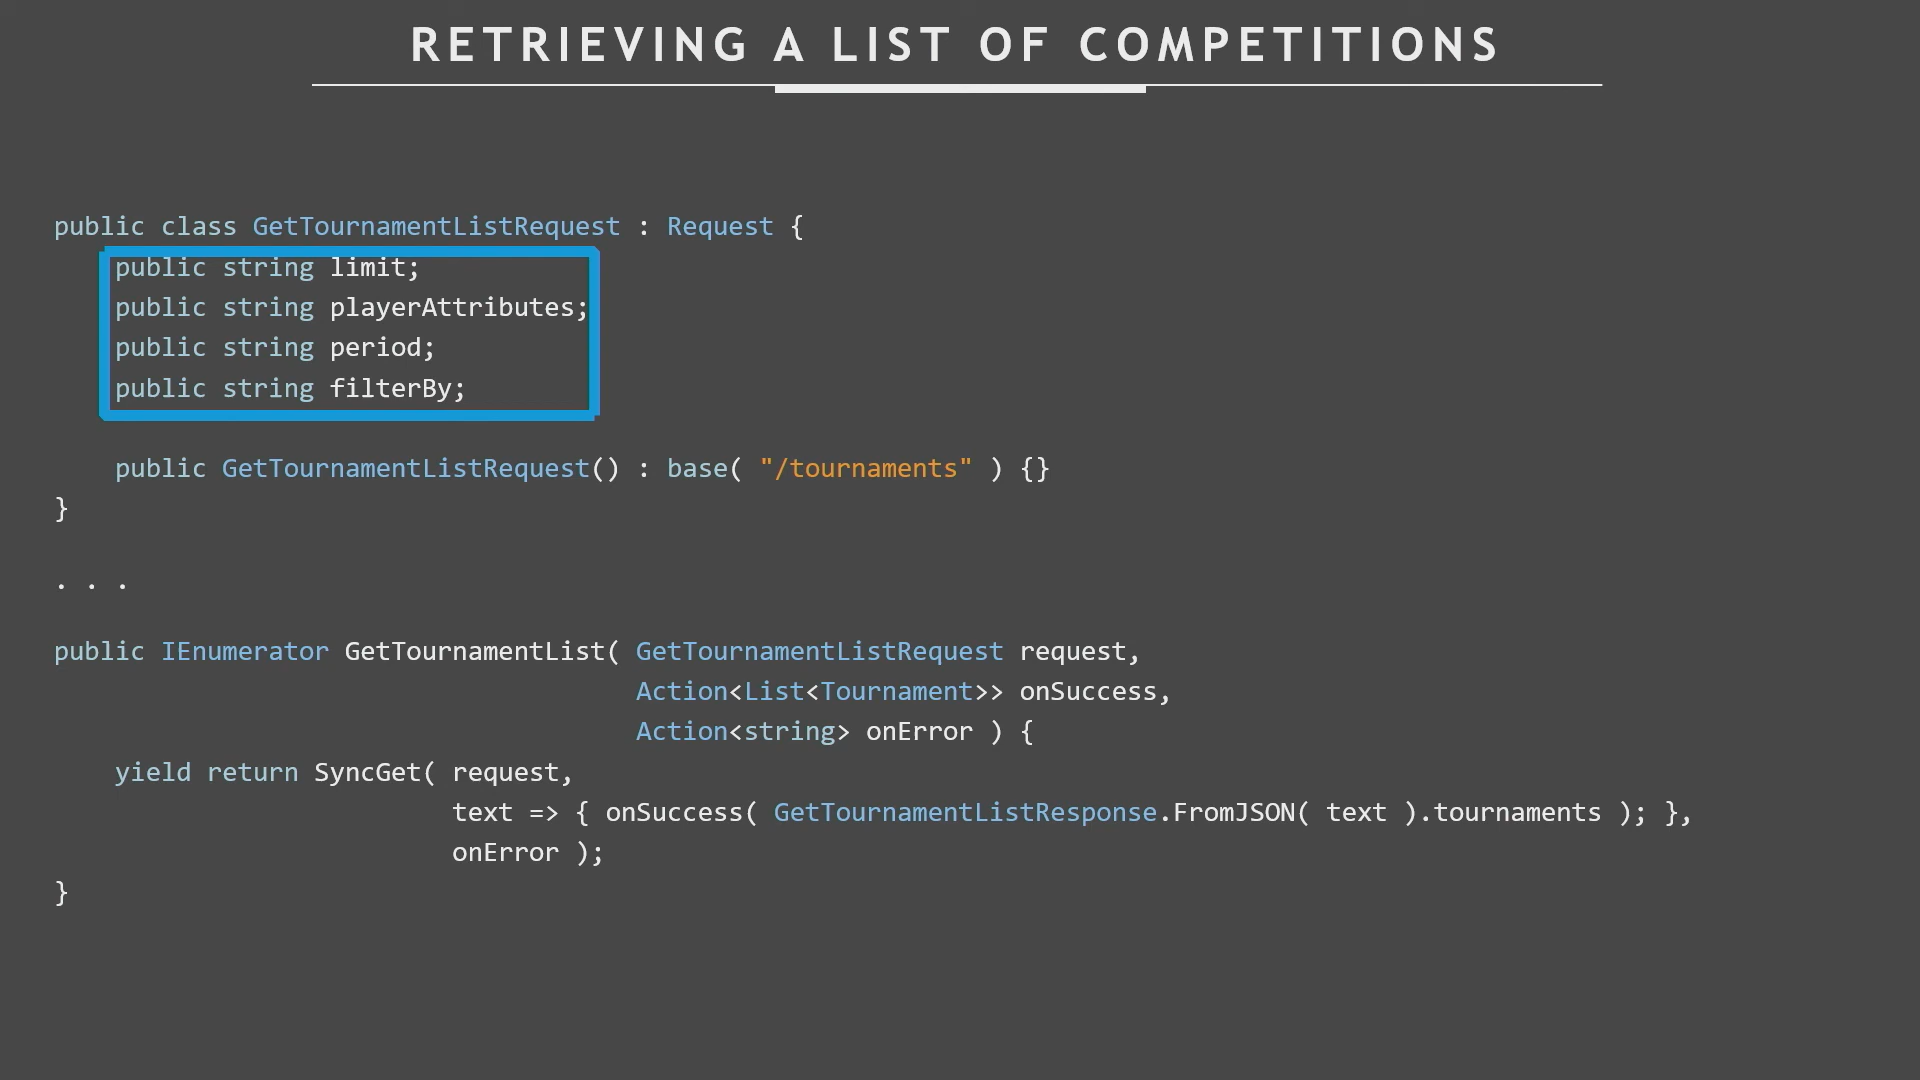 RETRIEVING A LIST OF COMPETITIONS
public class GetTournamentListRequest : Request {
public string limit;
public string playerAttributes;
public string period;
public string filterBy;
public GetTournamentListRequest() : base( "/tournaments" ) {}
}
. . .
public IEnumerator GetTournamentList( GetTournamentListRequest request,
Action<List<Tournament>> onSuccess,
Action<string> onError ) {
yield return SyncGet( request,
text => { onSuccess( GetTournamentListResponse.FromJSON( text ).tournaments ); },
onError );
}